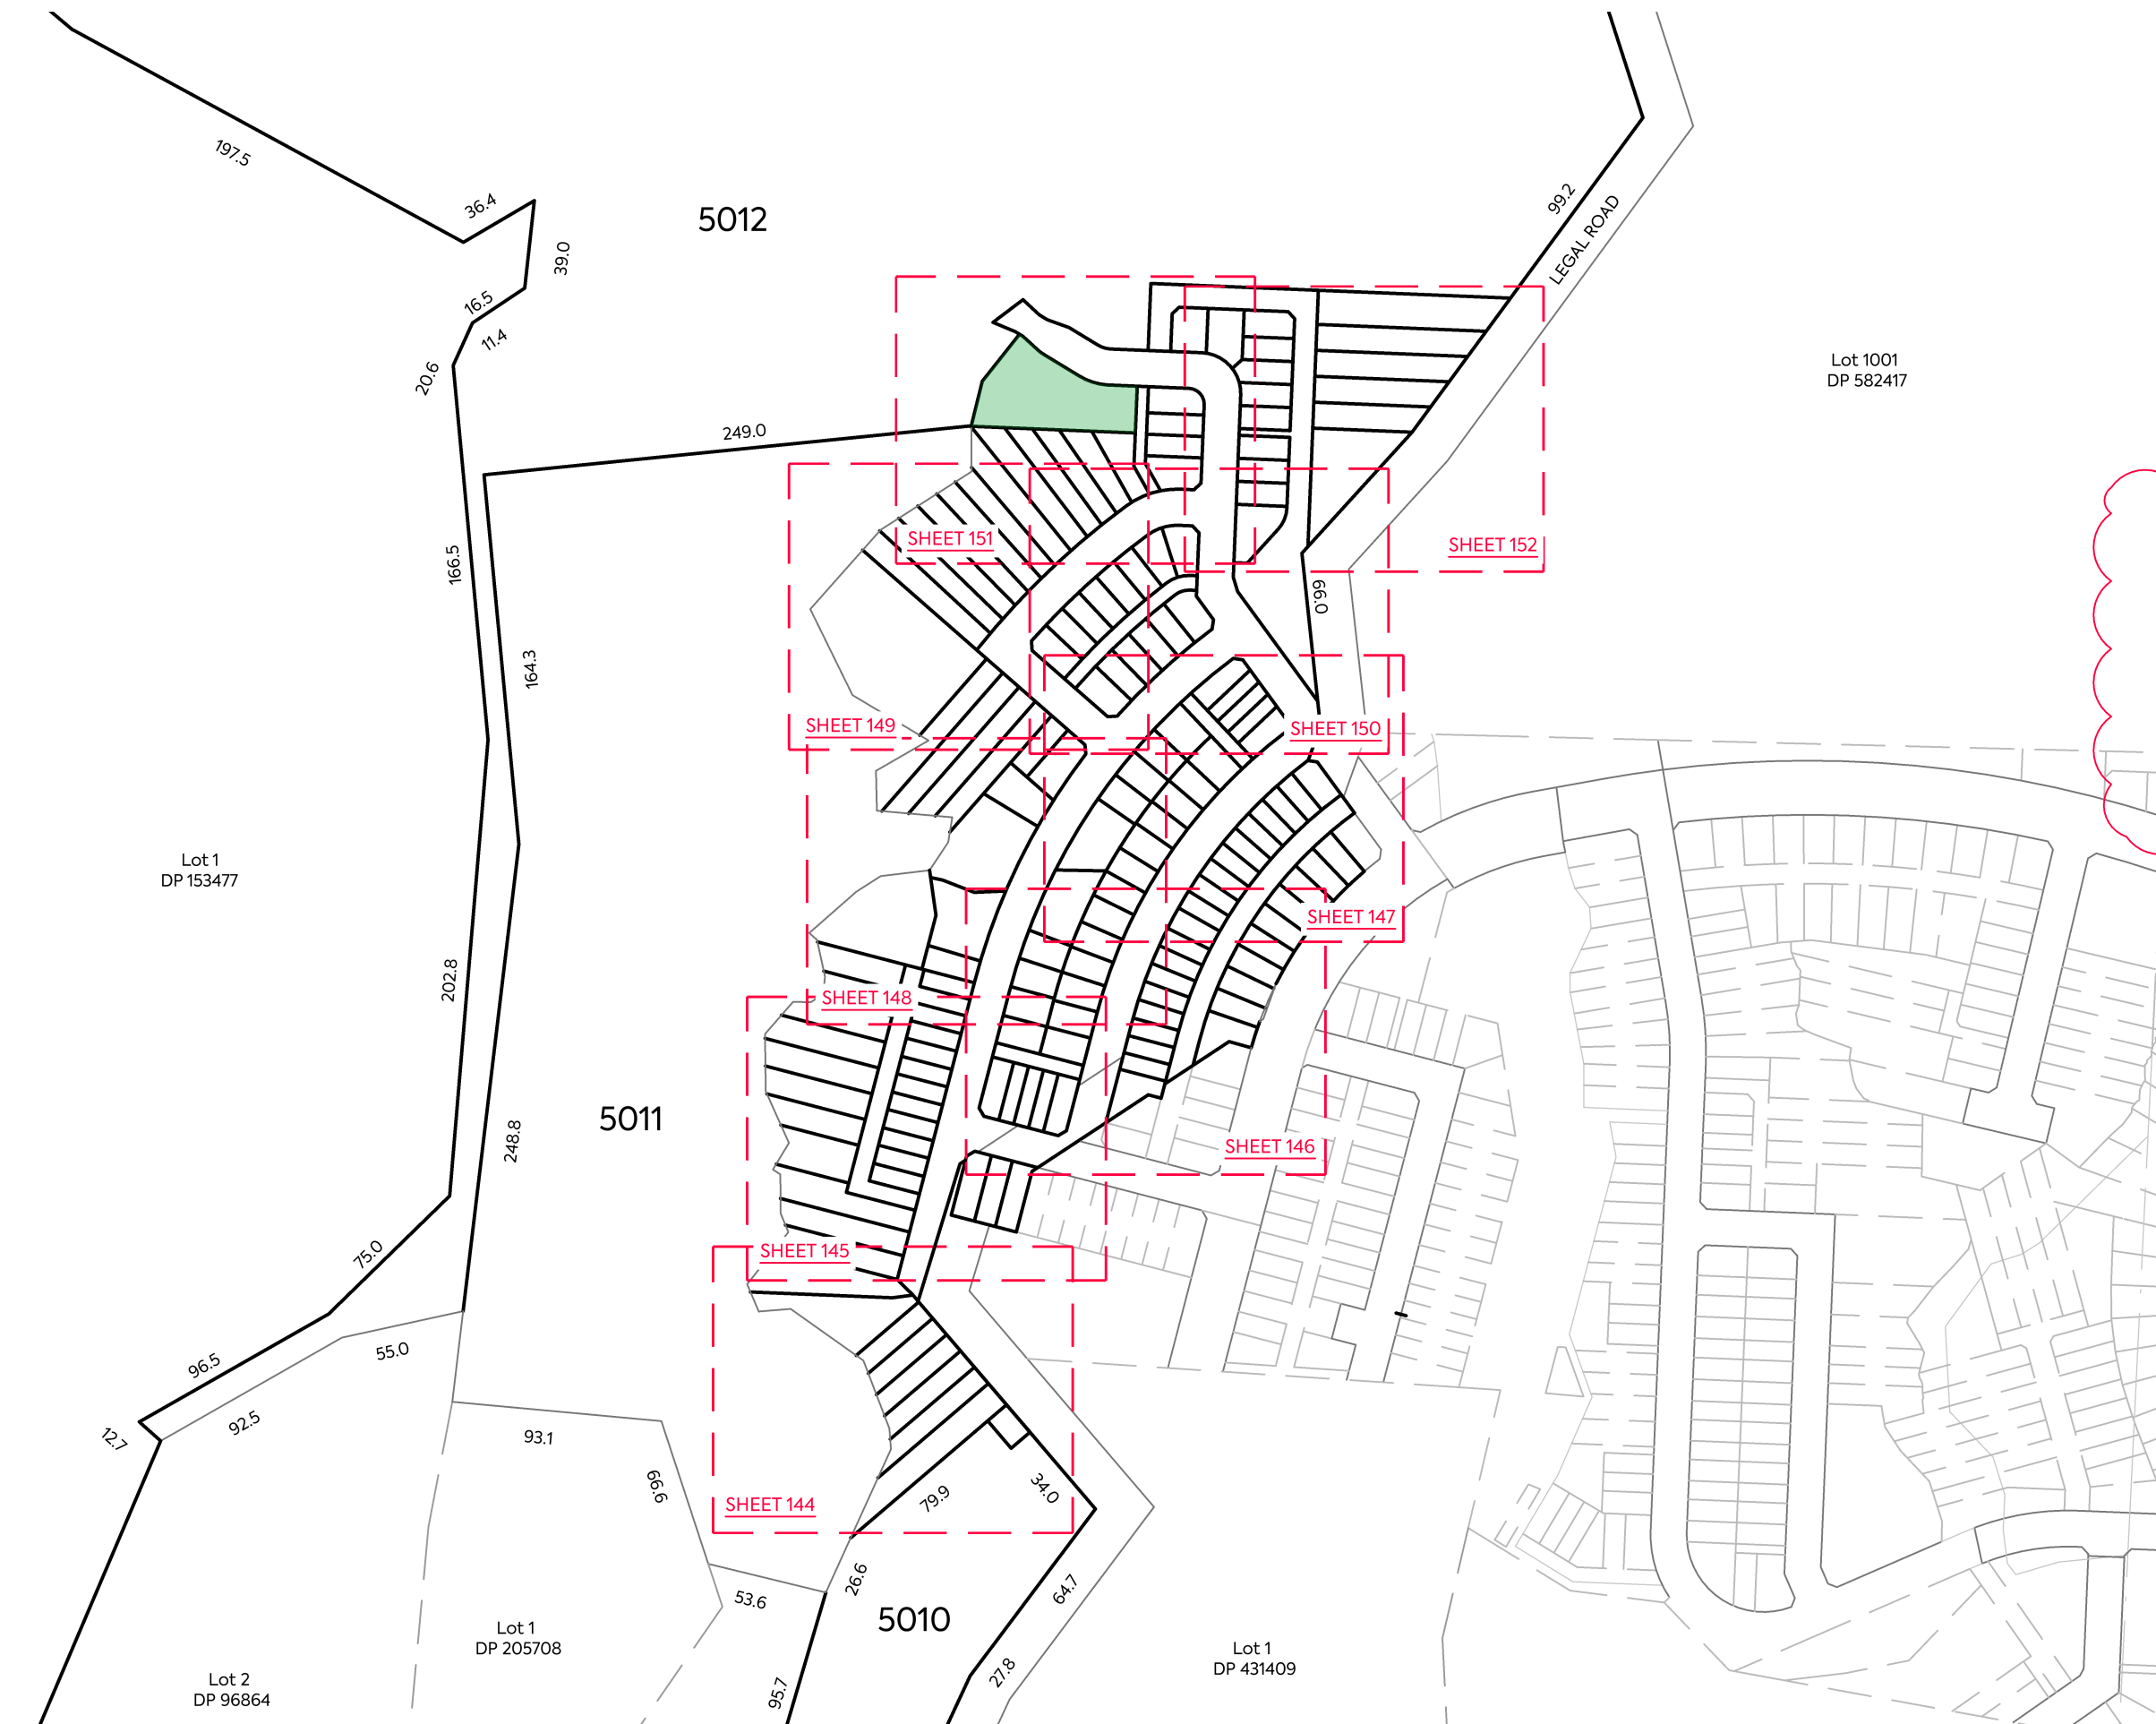 197.5
36.4
5012
39.0
99.2
LEGAL ROAD
16.5
11.4
20.6
Lot 1001
DP 582417
249.0
SHEET 151
SHEET 152
166.5
66.0
164.3
SHEET 149
SHEET 150
Lot 1
DP 153477
SHEET 147
202.8
SHEET 148
5011
248.8
SHEET 146
75.0
SHEET 145
96.5
55.0
92.5
12.7
93.1
66.6
79.9
34.0
SHEET 144
26.6
64.7
53.6
5010
Lot 1
DP 205708
Lot 1
DP 431409
27.8
Lot 2
DP 96864
95.7